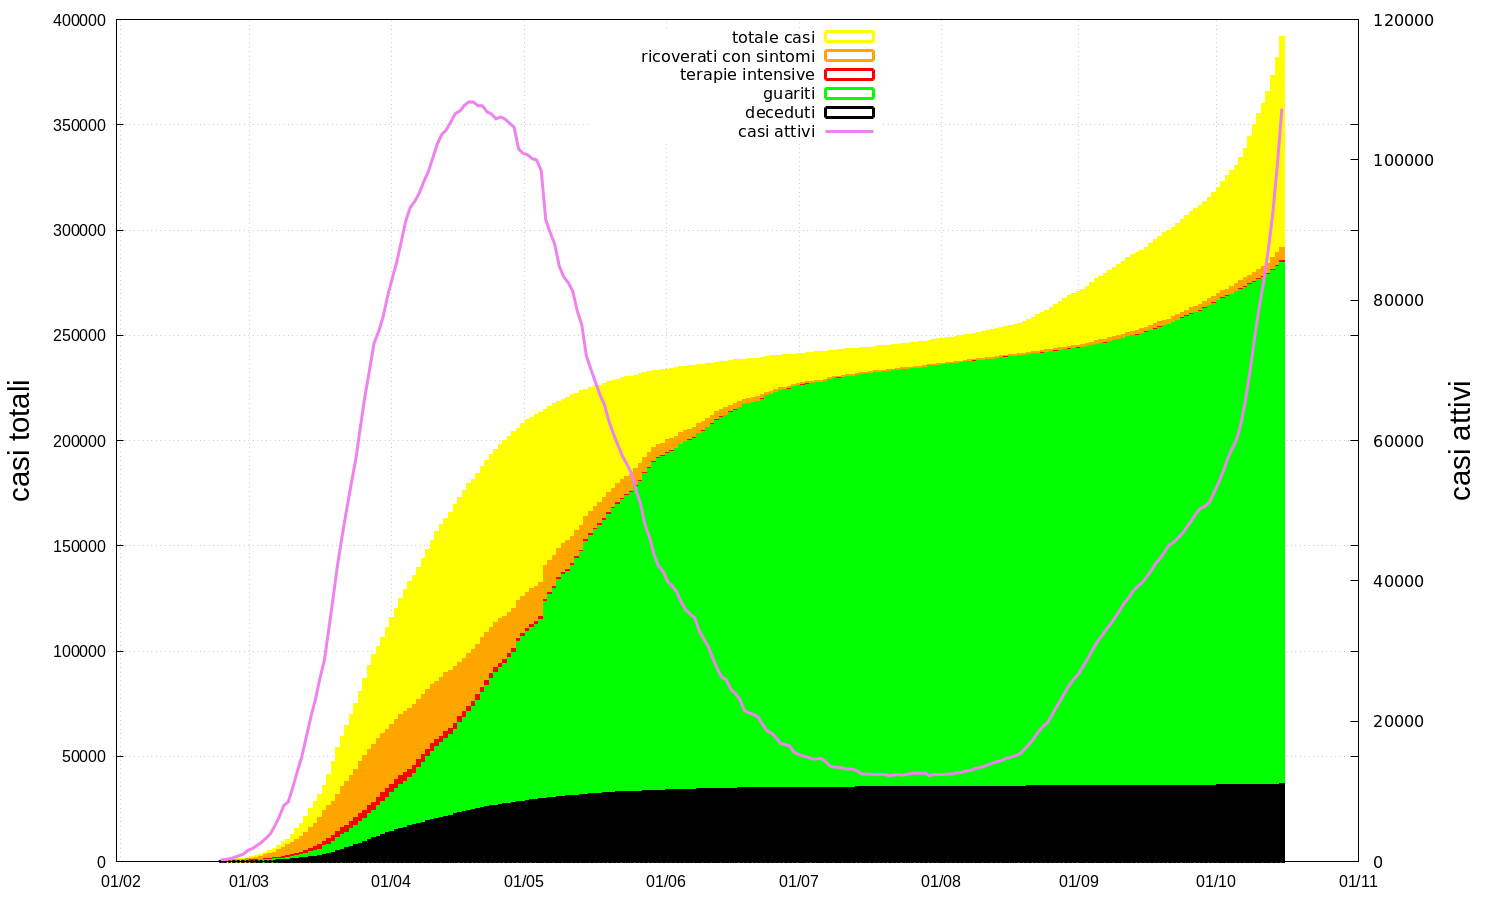 400000
350000
300000
250000
200000
150000
100000
50000
0
casi totali
totale casi
ricoverati con sintomi
terapie intensive
guariti
deceduti
casi attivi
120000
100000
80000
60000
40000
20000
0
casi attivi
01/02 01/03 01/04 01/05 01/06 01/07 01/08 01/09 01/10 01/11